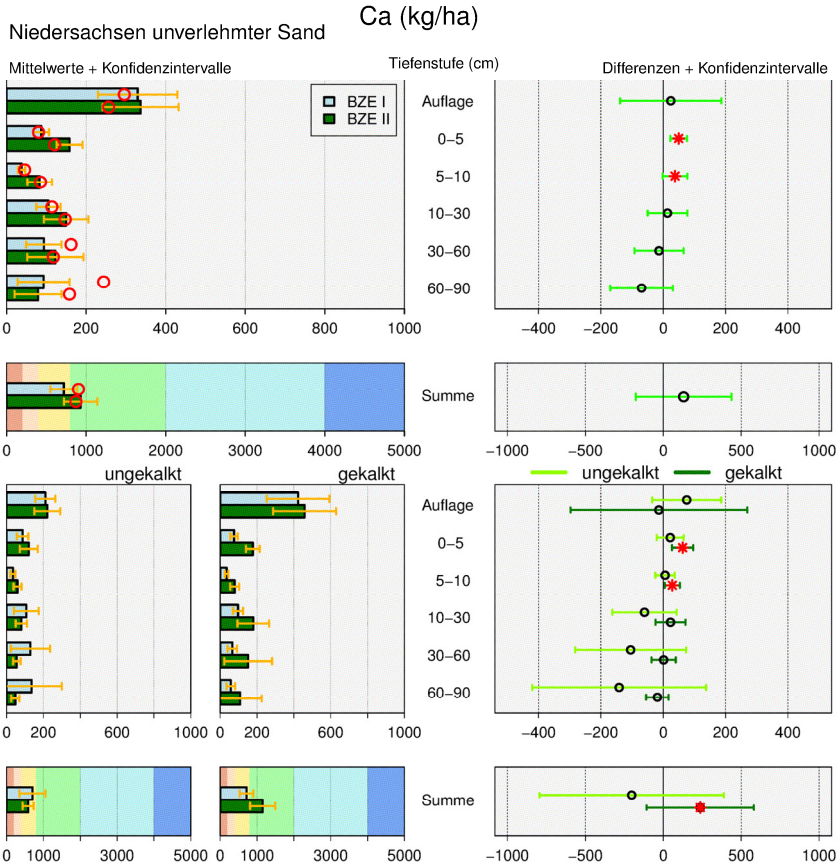 Ca (kg/ha)
Niedersachsen unverlehmter Sand
Mittelwerte + Konfidenzintervalle
Tiefenstufe (cm)
Differenzen + Konfidenzintervalle
BZE I
BZE II
Auflage
0−5
5−10
10−30
30−60
60−90
0 200 400 600 800 1000
−400 −200 0 200 400
Summe
0 1000 2000 3000 4000 5000
−1000 −500 0 500 1000
ungekalkt
gekalkt
ungekalkt gekalkt
Auflage
0−5
5−10
10−30
30−60
60−90
0 200 600 1000
0 200 600 1000
−400 −200 0 200 400
Summe
0 1000 3000 5000
0 1000 3000 5000
−1000 −500 0 500 1000